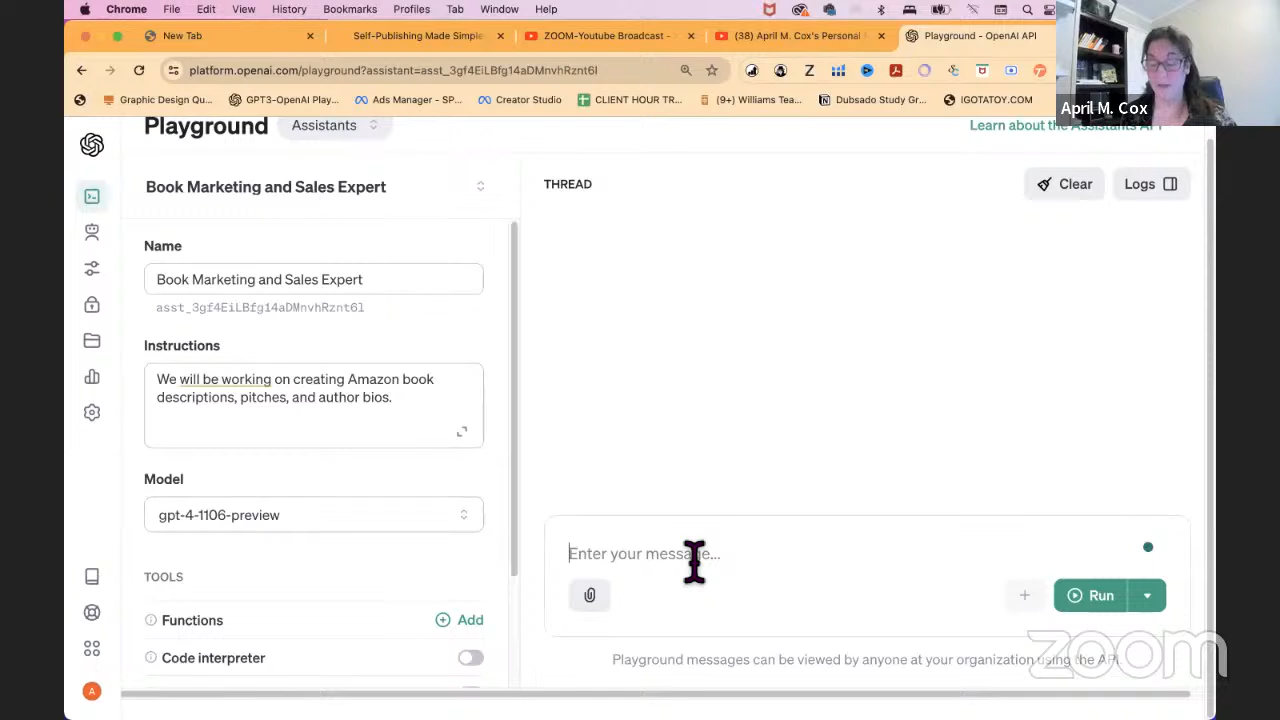 Chrome File Edit View History Bookmarks Profiles Tab Window Help
New Tab × Self-Publishing Made Simple × ZOOM-Youtube Broadcast - × (38) April M. Cox's Personal × Playground - OpenAI API
platform.openai.com/playground?assistant=asst_3gf4EiLBfg14aDMnvhRznt6l
Graphic Design Qu... GPT3-OpenAI Play... Ads Manager - SP... Creator Studio CLIENT HOUR TR... (9+) Williams Tea... Dubsado Study Gr... IGOTATOY.COM
April M. Cox
Playground Assistants Learn about the Assistants API
Book Marketing and Sales Expert
THREAD Clear Logs
Name
Book Marketing and Sales Expert
asst_3gf4EiLBfg14aDMnvhRznt6l
Instructions
We will be working on creating Amazon book
descriptions, pitches, and author bios.
Model
gpt-4-1106-preview
Enter your message...
TOOLS
Run
Functions Add
Code interpreter
Playground messages can be viewed by anyone at your organization using the API.
A
zoom